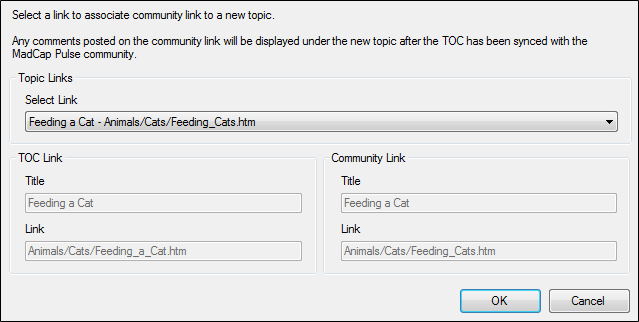 Select a link to associate community link to a new topic.
Any comments posted on the community link will be displayed under the new topic after the TOC has been synced with the
MadCap Pulse community.
Topic Links
Select Link
Feeding a Cat - Animals/Cats/Feeding_Cats.htm
TOC Link
Title
Feeding a Cat
Link
Animals/Cats/Feeding_a_Cat.htm
Community Link
Title
Feeding a Cat
Link
Animals/Cats/Feeding_Cats.htm
OK
Cancel